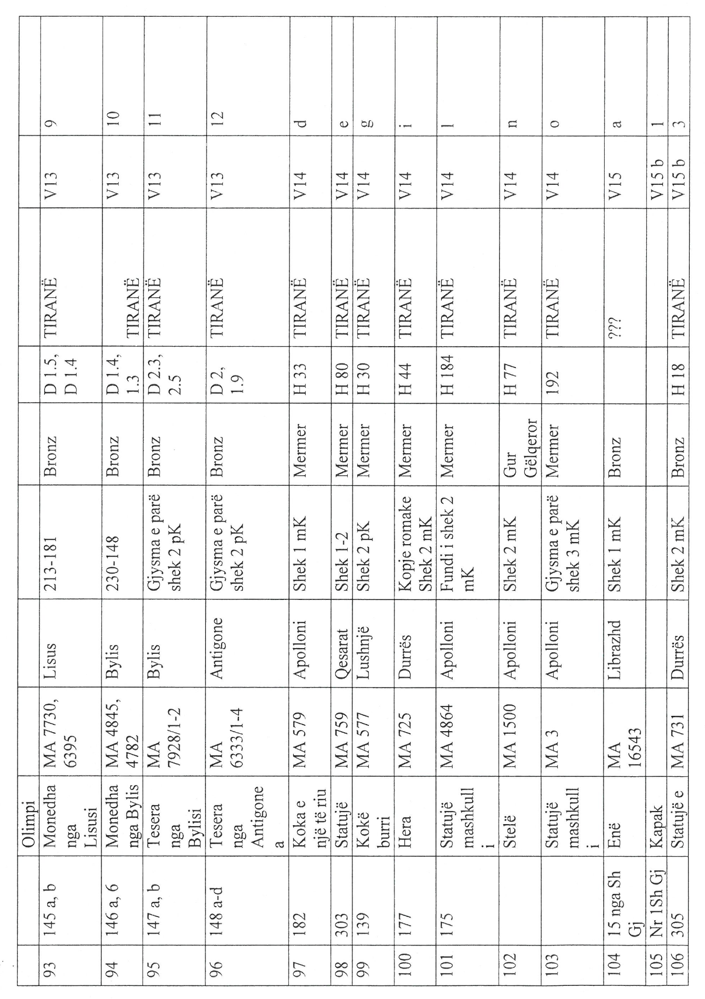 Olimpi
93 145 a, b Monedha MA 7730, Lisus 213-181 Bronz D 1.5, TIRANË V13 9
nga 6395 D 1.4
Lisusi
94 146 a, 6 Monedha MA 4845, Bylis 230-148 Bronz D 1.4, V13 10
nga Bylis 4782 1.3 TIRANË
95 147 a, b Tesera MA Bylis Gjysma e parë Bronz D 2.3, TIRANË V13 11
nga 7928/1-2 shek 2 pK 2.5
Bylisi
96 148 a-d Tesera MA Antigone Gjysma e parë Bronz D 2, TIRANË V13 12
nga 6333/1-4 shek 2 pK 1.9
Antigone
a
97 182 Koka e MA 579 Apolloni Shek 1 mK Mermer H 33 TIRANË V14 d
një të riu
98 303 Statujë MA 759 Qesarat Shek 1-2 Mermer H 80 TIRANË V14 e
99 139 Kokë MA 577 Lushnjë Shek 2 pK Mermer H 30 TIRANË V14 g
burri
100 177 Hera MA 725 Durrës Kopje romake Mermer H 44 TIRANË V14 i
Shek 2 mK
101 175 Statujë MA 4864 Apolloni Fundi i shek 2 Mermer H 184 TIRANË V14 l
mashkull mK
i
102 Stelë MA 1500 Apolloni Shek 2 mK Gur H 77 TIRANË V14 n
Gëlqeror
103 Statujë MA 3 Apolloni Gjysma e parë Mermer 192 TIRANË V14 o
mashkull shek 3 mK
i
104 15 nga Sh Enë MA Librazhd Shek 1 mK Bronz ??? V15 a
Gj 16543
105 Nr 1Sh Gj Kapak V15 b 1
106 305 Statujë e MA 731 Durrës Shek 2 mK Bronz H 18 TIRANË V15 b 3